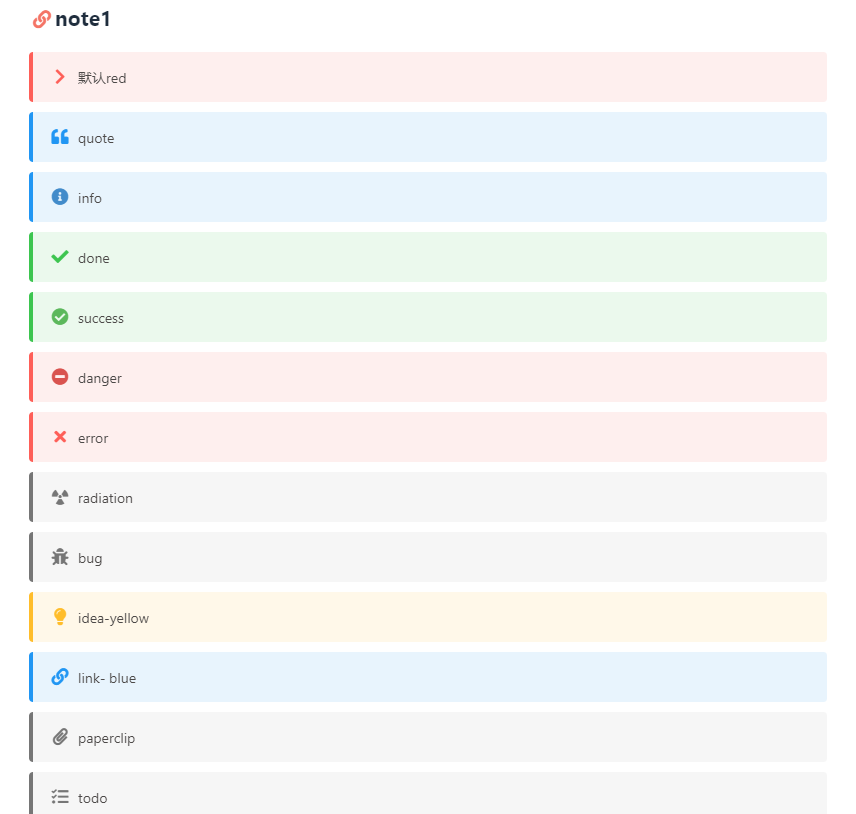 note1
默认red
quote
info
done
success
danger
error
radiation
bug
idea-yellow
link- blue
paperclip
todo